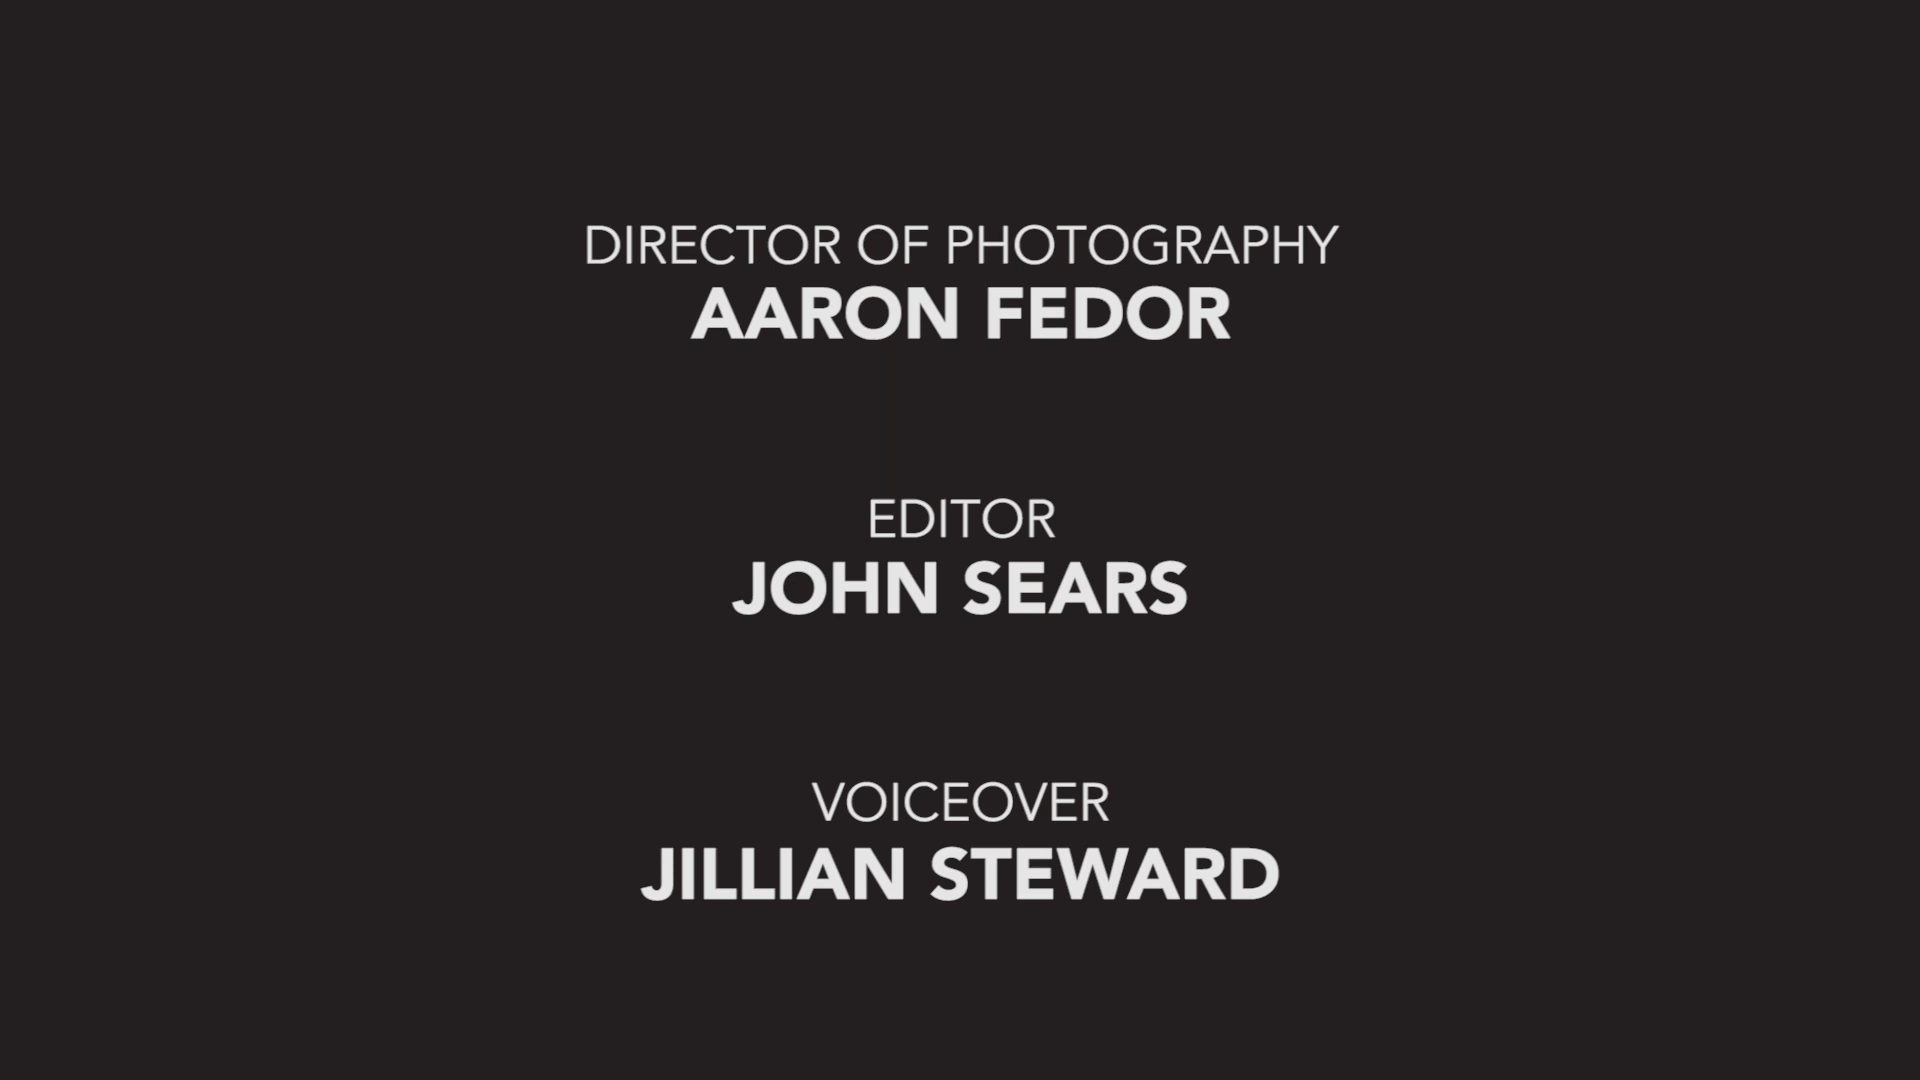 DIRECTOR OF PHOTOGRAPHY
AARON FEDOR
EDITOR
JOHN SEARS
VOICEOVER
JILLIAN STEWARD